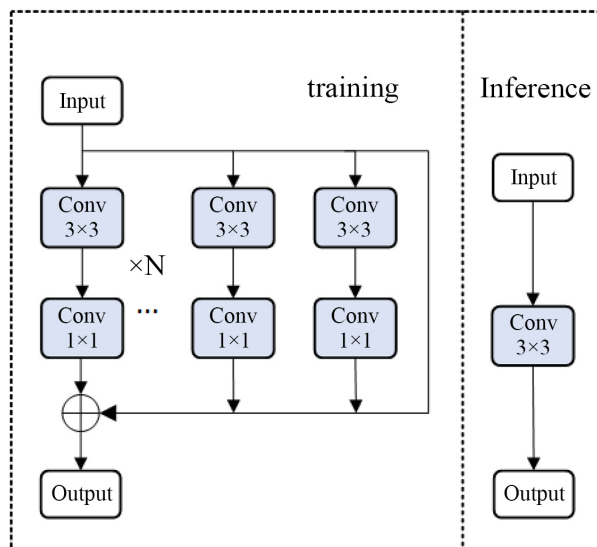 training
Inference
Input
Conv
3×3
Conv
3×3
Conv
3×3
×N
...
Conv
1×1
Conv
1×1
Conv
1×1
Output
Input
Conv
3×3
Output